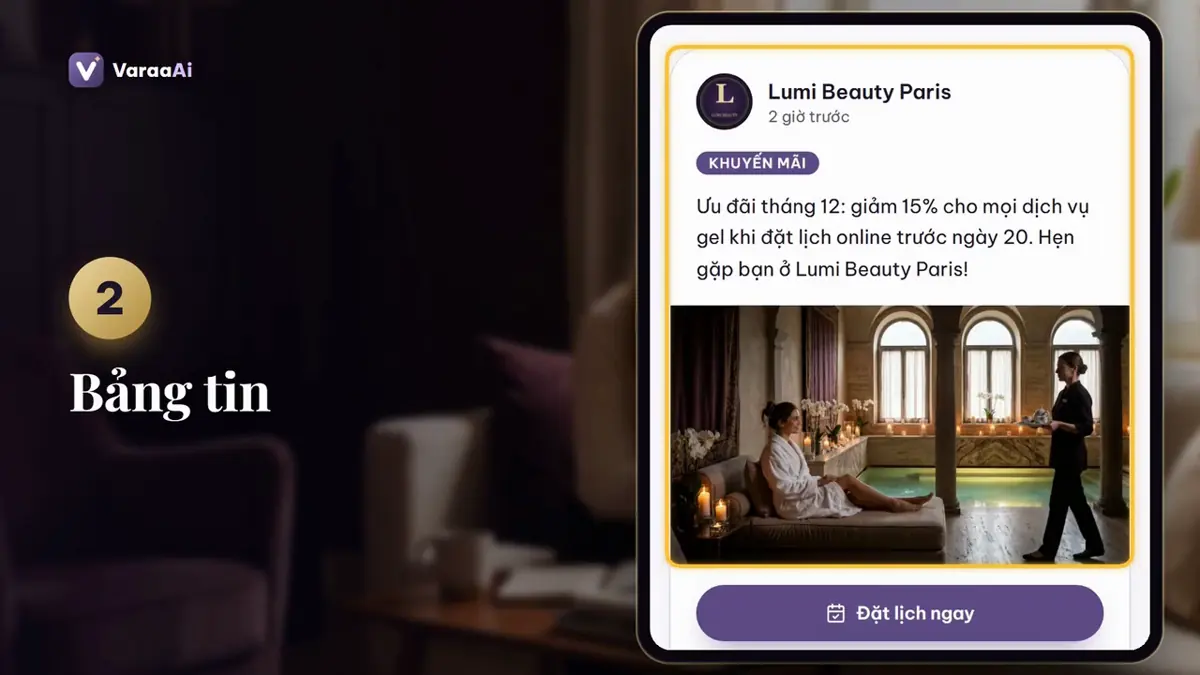 VaraaAi
2
Bảng tin
L
LUMI BEAUTY
Lumi Beauty Paris
2 giờ trước
KHUYẾN MÃI
Ưu đãi tháng 12: giảm 15% cho mọi dịch vụ
gel khi đặt lịch online trước ngày 20. Hẹn
gặp bạn ở Lumi Beauty Paris!
Đặt lịch ngay